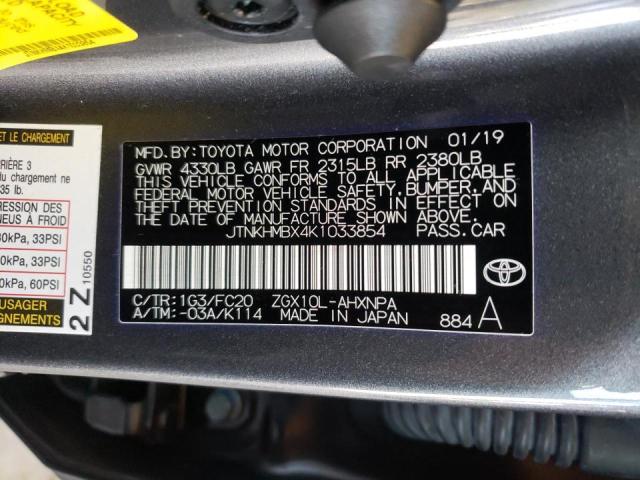 MFD. BY: TOYOTA MOTOR CORPORATION 01/19
GVWR 4330LB GAWR FR 2315LB RR 2380LB
THIS VEHICLE CONFORMS TO ALL APPLICABLE
FEDERAL MOTOR VEHICLE SAFETY, BUMPER, AND
THEFT PREVENTION STANDARDS IN EFFECT ON
THE DATE OF MANUFACTURE SHOWN ABOVE.
JTNKHMBX4K1033854 PASS. CAR
C/TR: 1G3/FC20 ZGX10L-AHXNPA
A/TM: -03A/K114 MADE IN JAPAN 884 A
ET LE CHARGEMENT
RIÈRE 3
du chargement ne
35 lb.
RESSION DES
NEUS À FROID
0kPa, 33PSI
0kPa, 33PSI
0kPa, 60PSI
USAGER
GNEMENTS
2 Z 10550